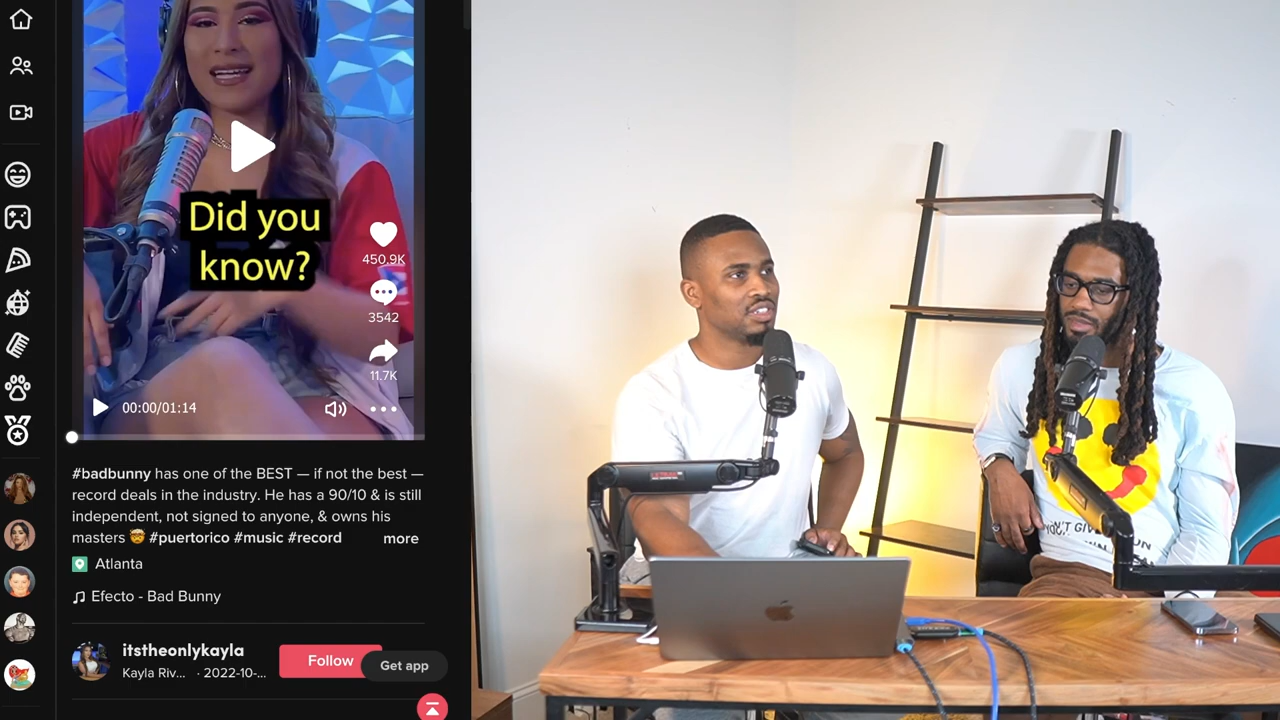 Did you
know?
450.9K
3542
11.7K
00:00/01:14
#badbunny has one of the BEST — if not the best —
record deals in the industry. He has a 90/10 & is still
independent, not signed to anyone, & owns his
masters 🤯 #puertorico #music #record more
Atlanta
Efecto - Bad Bunny
itstheonlykayla
Kayla Riv... · 2022-10-...
Follow
Get app